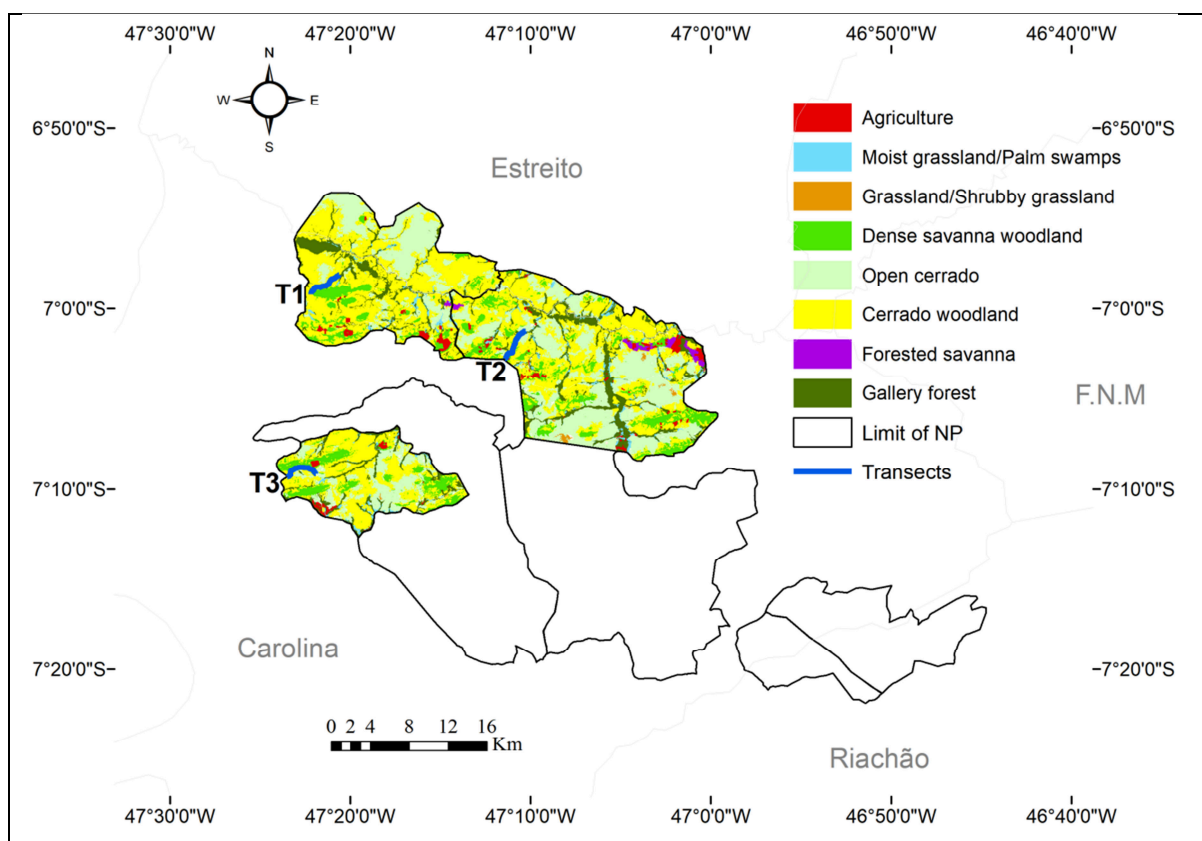 47°30'0"W 47°20'0"W 47°10'0"W 47°0'0"W 46°50'0"W 46°40'0"W
N
W E
S
6°50'0"S
6°50'0"S
Agriculture
Moist grassland/Palm swamps
Grassland/Shrubby grassland
Dense savanna woodland
Open cerrado
Cerrado woodland
Forested savanna
Gallery forest
Limit of NP
Transects
Estreito
T1
7°0'0"S
7°0'0"S
T2
F.N.M
T3
7°10'0"S
7°10'0"S
Carolina
7°20'0"S
7°20'0"S
0 2 4 8 12 16
Km
Riachão
47°30'0"W 47°20'0"W 47°10'0"W 47°0'0"W 46°50'0"W 46°40'0"W